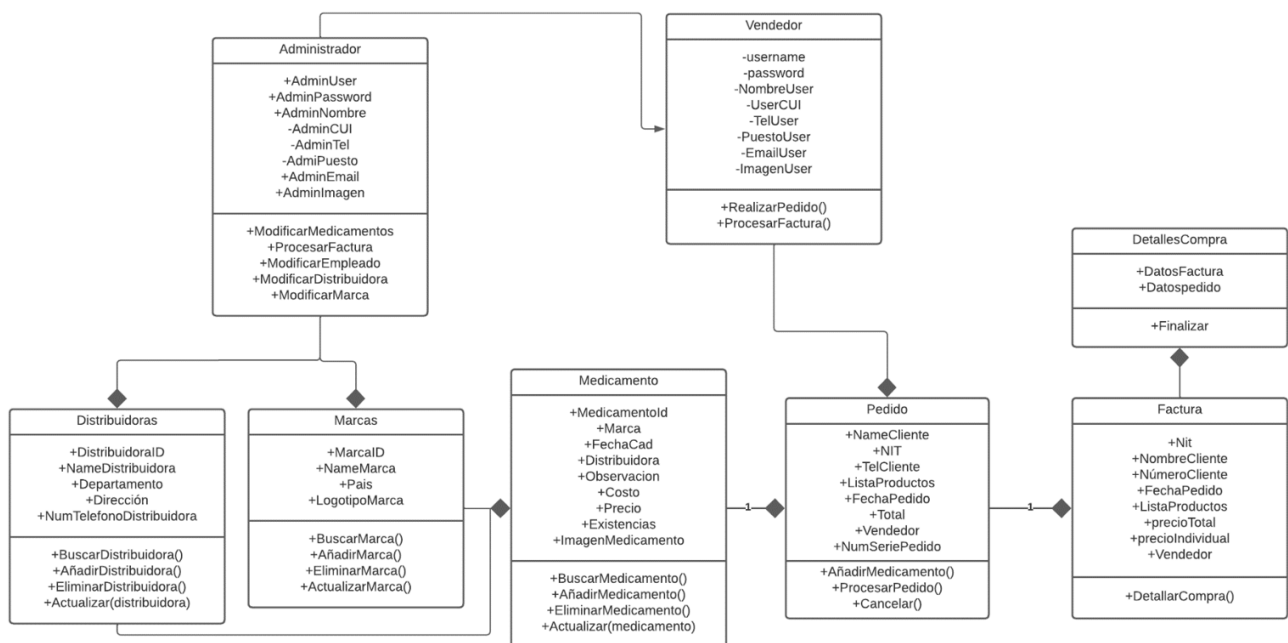 Administrador
+AdminUser
+AdminPassword
+AdminNombre
-AdminCUI
-AdminTel
-AdmiPuesto
+AdminEmail
+AdminImagen
+ModificarMedicamentos
+ProcesarFactura
+ModificarEmpleado
+ModificarDistribuidora
+ModificarMarca
Vendedor
-username
-password
-NombreUser
-UserCUI
-TelUser
-PuestoUser
-EmailUser
-ImagenUser
+RealizarPedido()
+ProcesarFactura()
DetallesCompra
+DatosFactura
+Datospedido
+Finalizar
Distribuidoras
+DistribuidoraID
+NameDistribuidora
+Departamento
+Dirección
+NumTelefonoDistribuidora
+BuscarDistribuidora()
+AñadirDistribuidora()
+EliminarDistribuidora()
+Actualizar(distribuidora)
Marcas
+MarcaID
+NameMarca
+Pais
+LogotipoMarca
+BuscarMarca()
+AñadirMarca()
+EliminarMarca()
+ActualizarMarca()
Medicamento
+MedicamentoId
+Marca
+FechaCad
+Distribuidora
+Observacion
+Costo
+Precio
+Existencias
+ImagenMedicamento
+BuscarMedicamento()
+AñadirMedicamento()
+EliminarMedicamento()
+Actualizar(medicamento)
1
Pedido
+NameCliente
+NIT
+TelCliente
+ListaProductos
+FechaPedido
+Total
+Vendedor
+NumSeriePedido
+AñadirMedicamento()
+ProcesarPedido()
+Cancelar()
1
Factura
+Nit
+NombreCliente
+NúmeroCliente
+FechaPedido
+ListaProductos
+precioTotal
+precioIndividual
+Vendedor
+DetallarCompra()